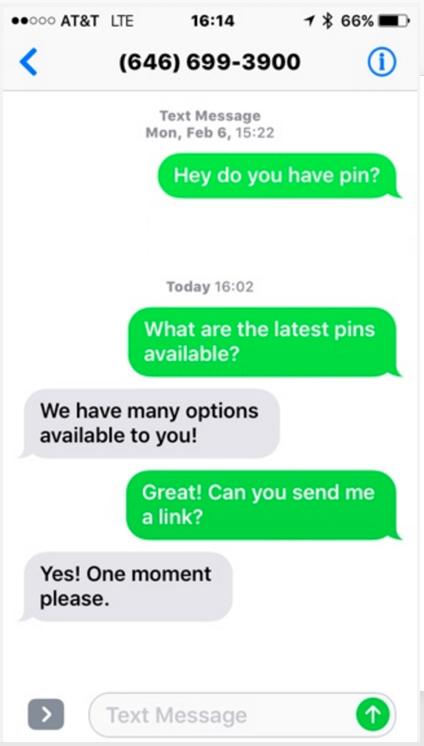 AT&T LTE 16:14 66%
(646) 699-3900
Text Message
Mon, Feb 6, 15:22
Hey do you have pin?
Today 16:02
What are the latest pins
available?
We have many options
available to you!
Great! Can you send me
a link?
Yes! One moment
please.
Text Message